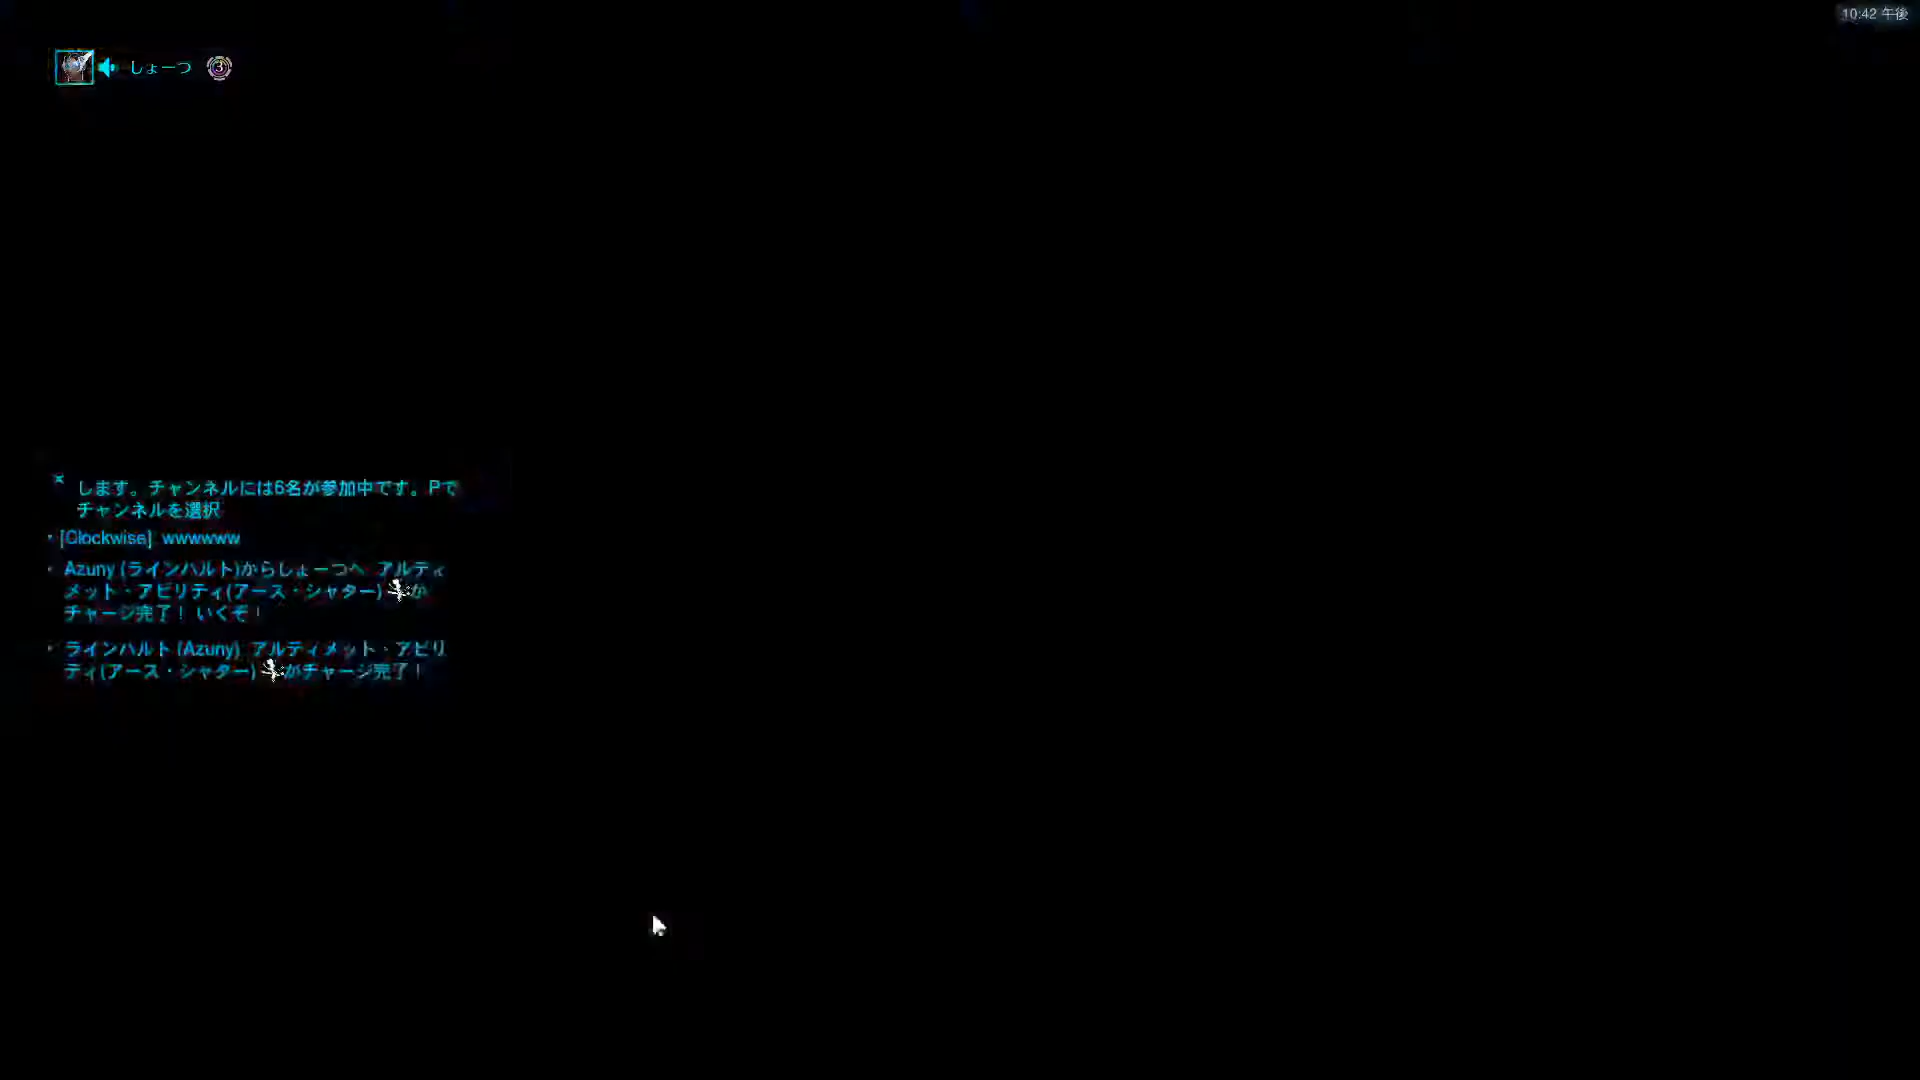 10:42 午後
しょーつ
3
します。チャンネルには6名が参加中です。Pで
チャンネルを選択
[Clockwise]: wwwwww
Azuny (ラインハルト)からしょーつへ: アルティ
メット・アビリティ(アース・シャター) が
チャージ完了！ いくぞ！
ラインハルト (Azuny): アルティメット・アビリ
ティ(アース・シャター) がチャージ完了！